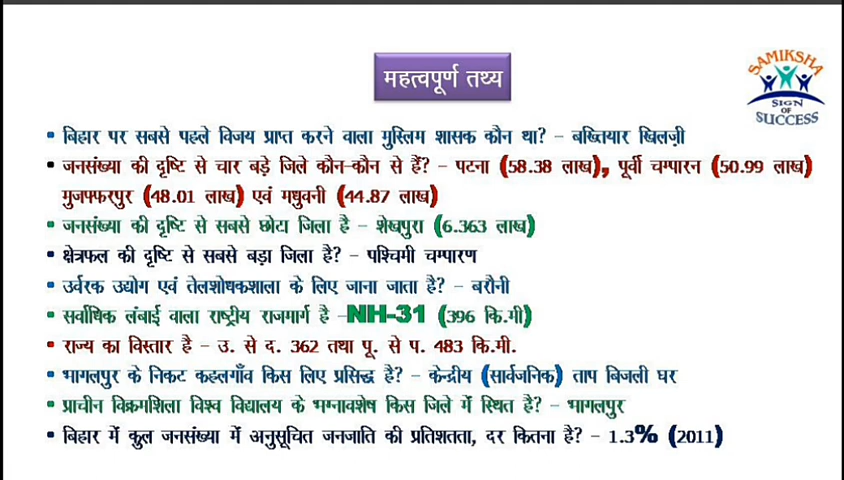 महत्वपूर्ण तथ्य
SAMIKSHA
SIGN
OF
SUCCESS
• बिहार पर सबसे पहले विजय प्राप्त करने वाला मुस्लिम शासक कौन था? – बख्तियार खिलज़ी
• जनसंख्या की दृष्टि से चार बड़े जिले कौन-कौन से हैं? – पटना (58.38 लाख), पूर्वी चम्पारन (50.99 लाख)
मुजफ्फरपुर (48.01 लाख) एवं मधुवनी (44.87 लाख)
• जनसंख्या की दृष्टि से सबसे छोटा जिला है – शेखपुरा (6.363 लाख)
• क्षेत्रफल की दृष्टि से सबसे बड़ा जिला है? – पश्चिमी चम्पारण
• उर्वरक उद्योग एवं तेलशोधकशाला के लिए जाना जाता है? – बरौनी
• सर्वाधिक लंबाई वाला राष्ट्रीय राजमार्ग है –NH-31 (396 कि.मी)
• राज्य का विस्तार है – उ. से द. 362 तथा पू. से प. 483 कि.मी.
• भागलपुर के निकट कहलगाँव किस लिए प्रसिद्ध है? – केन्द्रीय (सार्वजनिक) ताप बिजली घर
• प्राचीन विक्रमशिला विश्व विद्यालय के भग्नावशेष किस जिले में स्थित है? – भागलपुर
• बिहार में कुल जनसंख्या में अनुसूचित जनजाति की प्रतिशतता, दर कितना है? – 1.3% (2011)